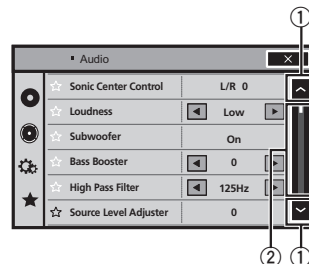 ①
Audio
Sonic Center Control L/R 0
Loudness Low
Subwoofer On
Bass Booster 0
High Pass Filter 125Hz
Source Level Adjuster 0
② ①